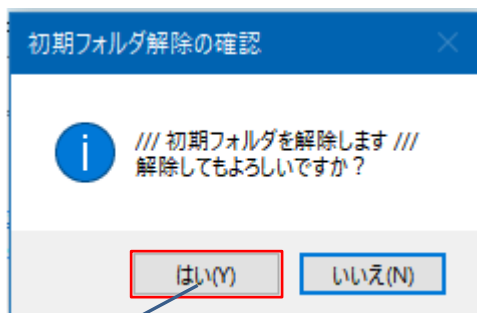 初期フォルダ解除の確認
/// 初期フォルダを解除します ///
解除してもよろしいですか？
はい(Y)
いいえ(N)